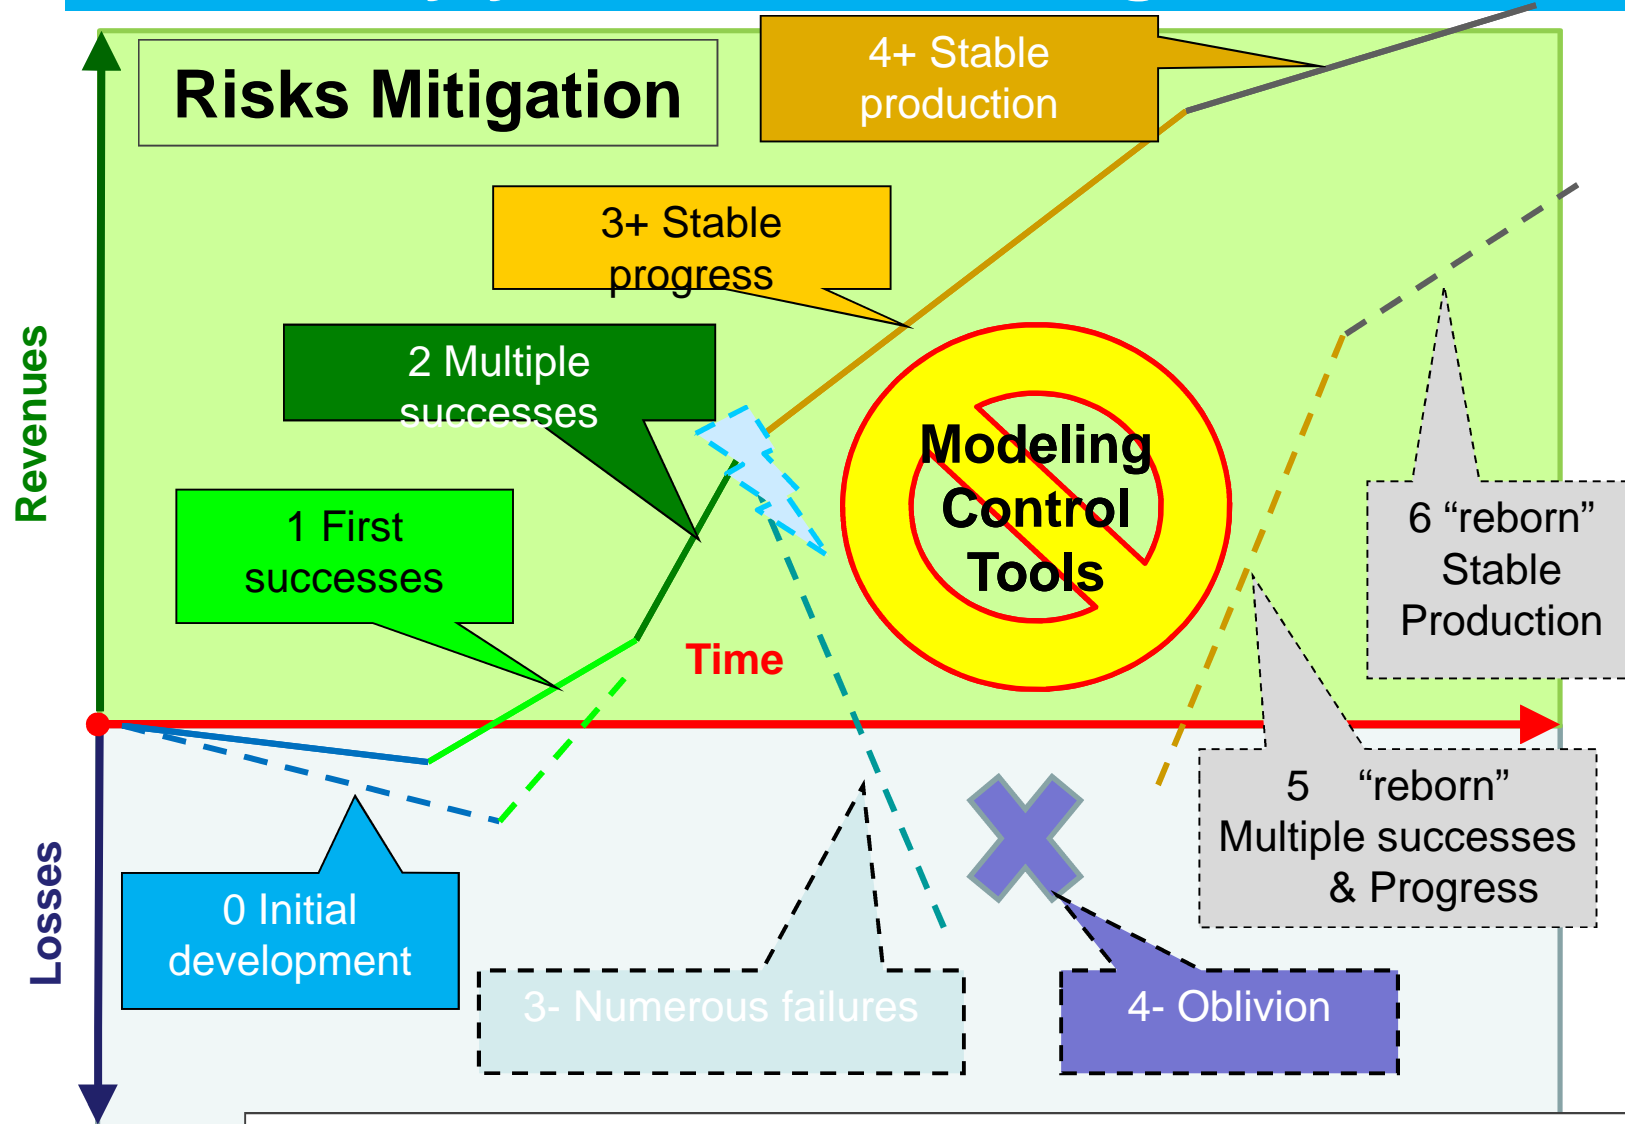 4+ Stable
production
Risks Mitigation
3+ Stable
progress
2 Multiple
successes
Revenues
Modeling
Control
Tools
1 First
successes
6 “reborn”
Stable
Production
Time
5 “reborn”
Multiple successes
& Progress
Losses
0 Initial
development
3- Numerous failures
4- Oblivion